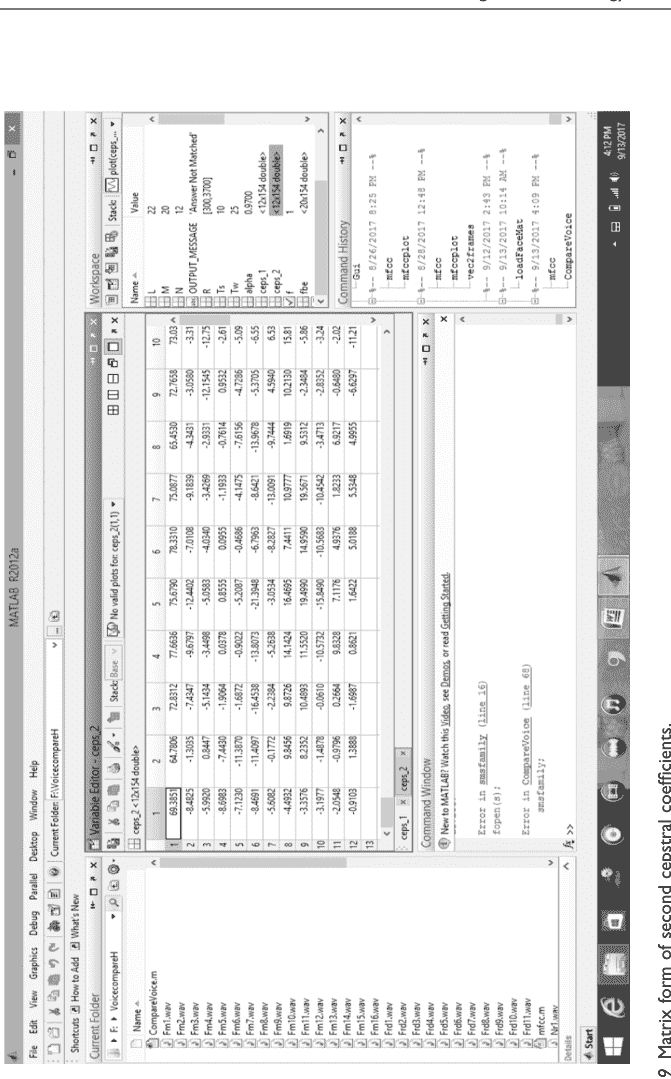 MATLAB R2012a
File Edit View Graphics Debug Parallel Desktop Window Help
Current Folder: F:\VoicecompareH
Shortcuts How to Add What's New
Current Folder
F: VoicecompareH
Name
CompareVoice.m
Frm1.wav
Frm2.wav
Frm3.wav
Frm4.wav
Frm5.wav
Frm6.wav
Frm7.wav
Frm8.wav
Frm9.wav
Frm10.wav
Frm11.wav
Frm12.wav
Frm13.wav
Frm14.wav
Frm15.wav
Frm16.wav
Frd1.wav
Frd2.wav
Frd3.wav
Frd4.wav
Frd5.wav
Frd6.wav
Frd7.wav
Frd8.wav
Frd9.wav
Frd10.wav
Frd11.wav
mfcc.m
Nr1.wav
Details
Variable Editor - ceps_2
Stack: Base No valid plots for: ceps_2(1,1)
ceps_2 <12x154 double>
1 2 3 4 5 6 7 8 9 10
1 69.3851 64.7806 72.8312 77.6636 75.6790 78.3310 75.0877 65.4530 72.7658 73.03
2 -8.4825 -1.3035 -7.4347 -9.6797 -12.4402 -7.0108 -9.1839 -4.3431 -3.0580 -3.31
3 -5.9920 0.8447 -5.1434 -3.4498 -5.0583 -4.0340 -3.4269 -2.9331 -12.1545 -12.75
4 -8.6983 -7.4430 -1.9064 0.0378 0.8555 0.0955 -1.1933 -0.7614 0.9532 -2.61
5 -7.1230 -11.3870 -1.6872 -0.9022 -5.2087 -0.4686 -4.1475 -7.6156 -4.7286 -5.09
6 -8.4691 -11.4097 -16.4538 -13.8073 -21.3948 -6.7963 -8.6421 -13.9678 -5.3705 -6.55
7 -5.6082 -0.1772 -2.2384 -5.2638 -3.0534 -8.2827 -13.0091 -9.7444 4.5940 6.53
8 -4.4932 9.8456 9.8726 14.1424 16.4695 7.4411 10.9777 1.6919 10.2130 15.81
9 -3.3576 8.2352 10.4893 11.5520 19.4990 14.9590 19.5671 9.5312 -2.3484 -5.86
10 -3.1977 -1.4878 -0.0610 -10.5732 -15.8490 -10.5683 -10.4542 -3.4713 -2.8352 -3.24
11 -2.0548 -0.9796 0.2664 9.8328 7.1176 4.9376 1.8233 6.9217 -0.6480 -2.02
12 -0.9103 1.3888 -1.6987 0.8621 1.6422 5.0188 5.5348 4.9955 -6.6297 -11.21
13
ceps_1 ceps_2
Command Window
New to MATLAB? Watch this Video, see Demos, or read Getting Started.
Error in smsfamily (line 16)
fopen(s);
Error in CompareVoice (line 68)
smsfamily;
fx >>
Workspace
Stack: plot(ceps_...
Name Value
L 22
M 20
N 12
OUTPUT_MESSAGE 'Answer Not Matched'
R [300,3700]
Ts 10
Tw 25
alpha 0.9700
ceps_1 <12x154 double>
ceps_2 <12x154 double>
f 1
fbe <20x154 double>
Command History
Gui
%-- 8/26/2017 8:25 PM --%
mfcc
mfccplot
%-- 8/28/2017 12:48 PM --%
mfcc
mfccplot
vec2frames
%-- 9/12/2017 2:43 PM --%
%-- 9/13/2017 10:14 AM --%
loadFaceMat
%-- 9/13/2017 4:09 PM --%
mfcc
CompareVoice
Start
4:12 PM
9/13/2017
9 Matrix form of second cepstral coefficients.